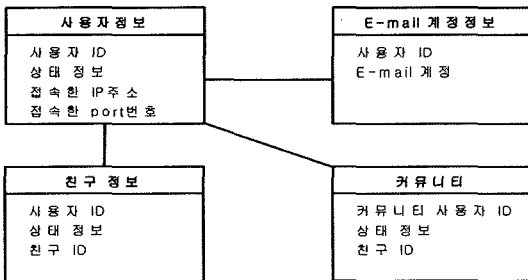 사용자정보
사용자 ID
상태 정보
접속한 IP주소
접속한 port번호
E-mail 계정정보
사용자 ID
E-mail 계정
친구 정보
사용자 ID
상태 정보
친구 ID
커뮤니티
커뮤니티 사용자 ID
상태 정보
친구 ID